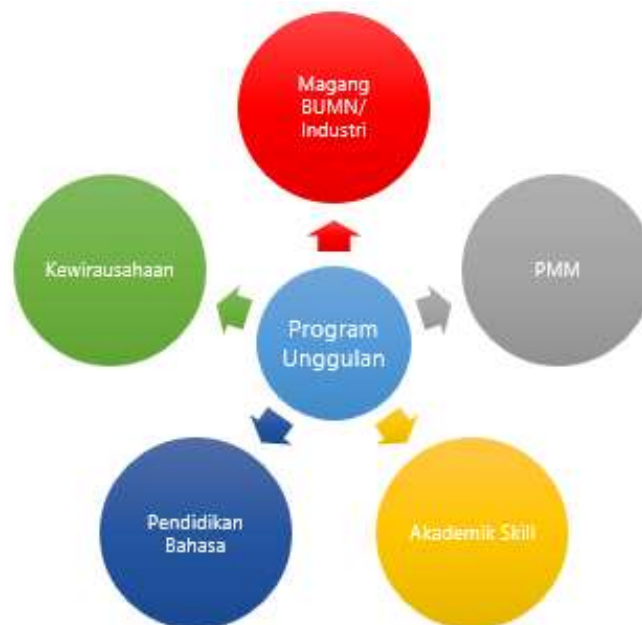 Magang
BUMN/
Industri
Kewirausahaan
PMM
Program
Unggulan
Pendidikan
Bahasa
Akademik Skill